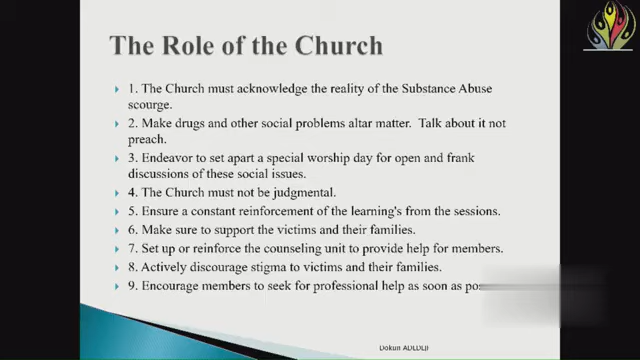 The Role of the Church
1. The Church must acknowledge the reality of the Substance Abuse
scourge.
2. Make drugs and other social problems altar matter. Talk about it not
preach.
3. Endeavor to set apart a special worship day for open and frank
discussions of these social issues.
4. The Church must not be judgmental.
5. Ensure a constant reinforcement of the learning's from the sessions.
6. Make sure to support the victims and their families.
7. Set up or reinforce the counseling unit to provide help for members.
8. Actively discourage stigma to victims and their families.
9. Encourage members to seek for professional help as soon as
Dokun